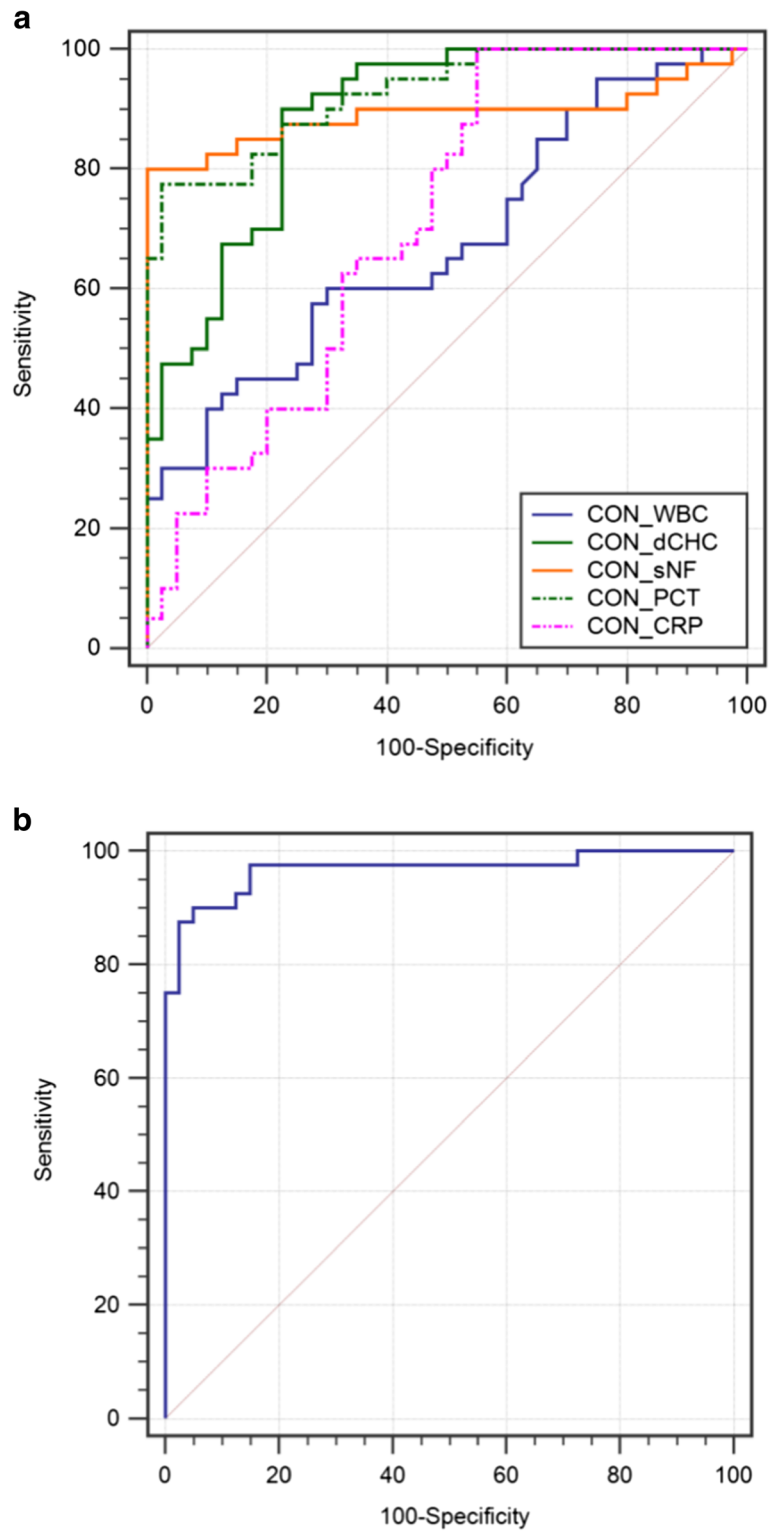 a
100
80
60
40
20
0
Sensitivity
CON_WBC
CON_dCHC
CON_sNF
CON_PCT
CON_CRP
0 20 40 60 80 100
100-Specificity
b
100
80
60
40
20
0
Sensitivity
0 20 40 60 80 100
100-Specificity